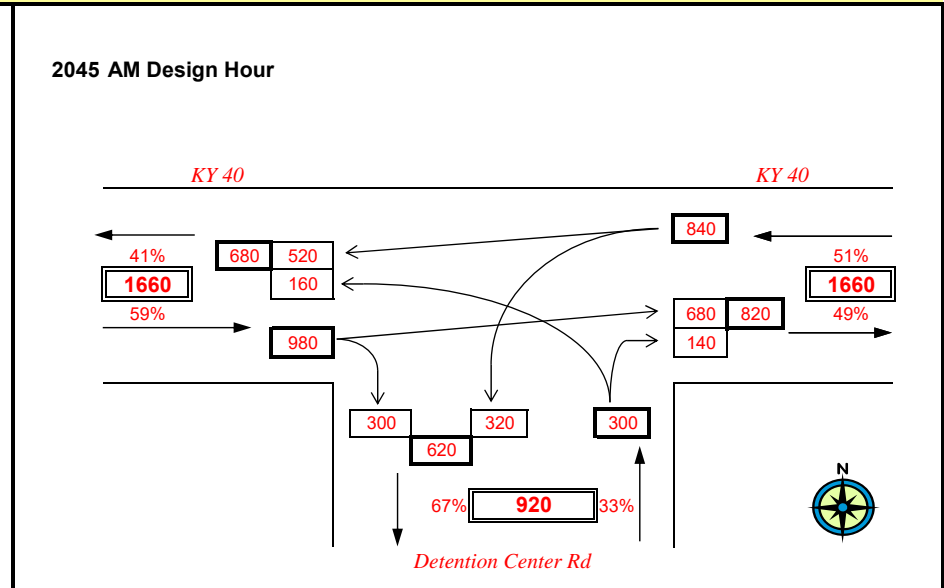 2045 AM Design Hour
KY 40 KY 40
840
41% 680 520 51%
1660 160 1660
59% 680 820 49%
980 140
300 320 300
620
N
67% 920 33%
Detention Center Rd